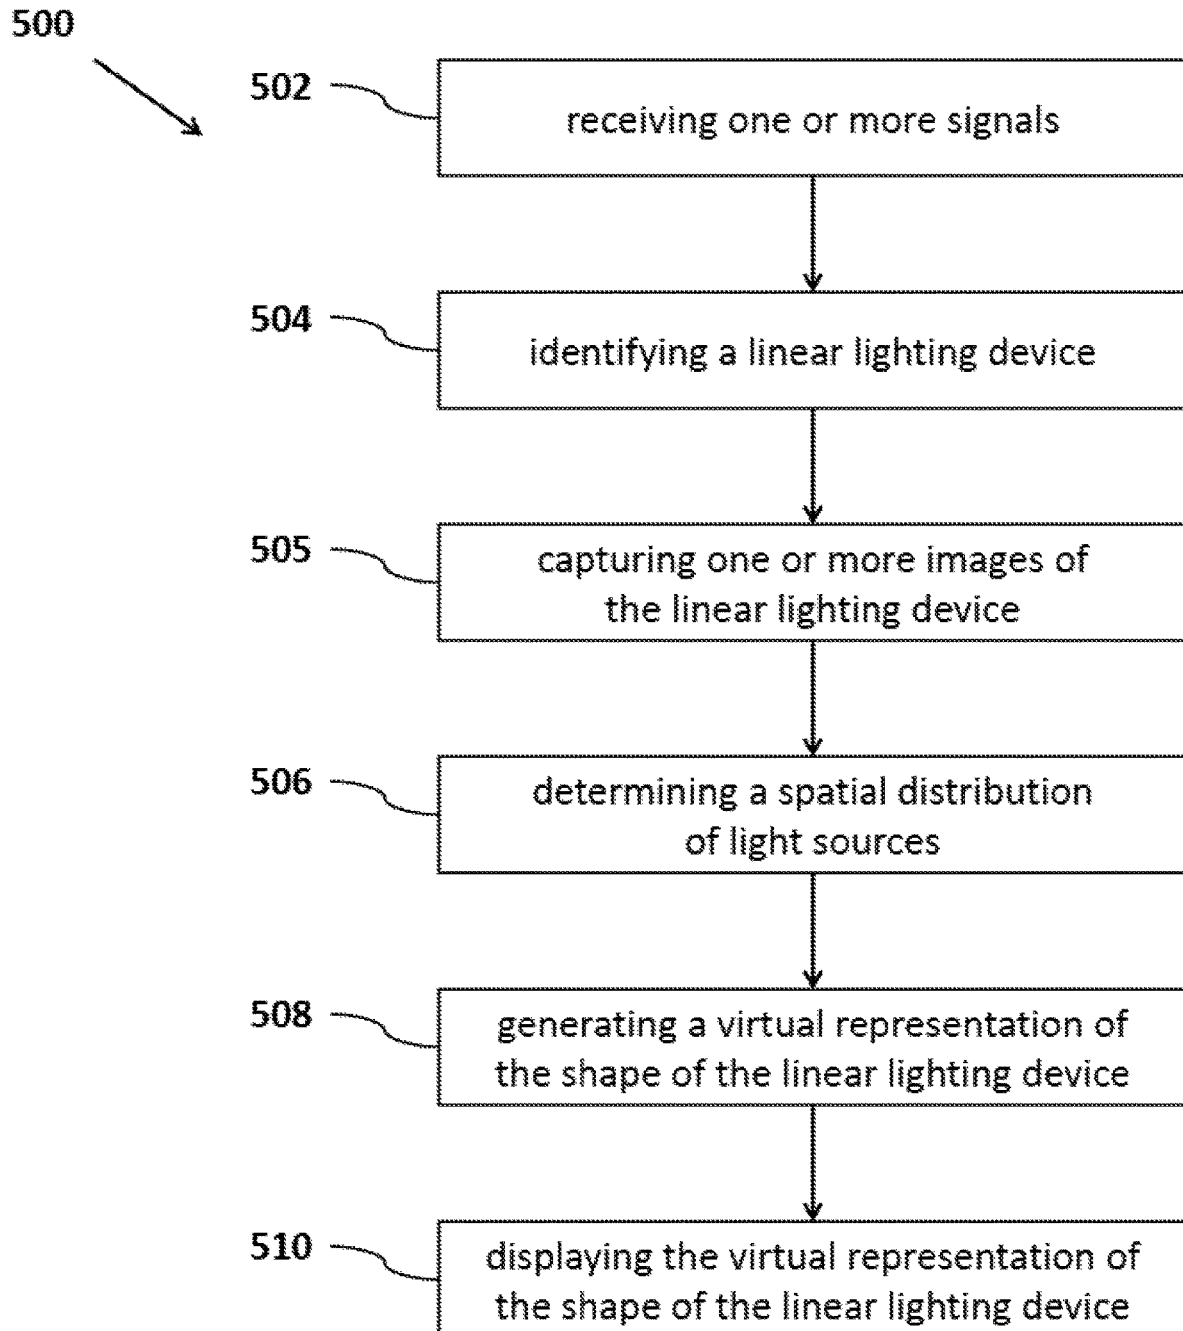 500
502
receiving one or more signals
504
identifying a linear lighting device
505
capturing one or more images of
the linear lighting device
506
determining a spatial distribution
of light sources
508
generating a virtual representation of
the shape of the linear lighting device
510
displaying the virtual representation of
the shape of the linear lighting device